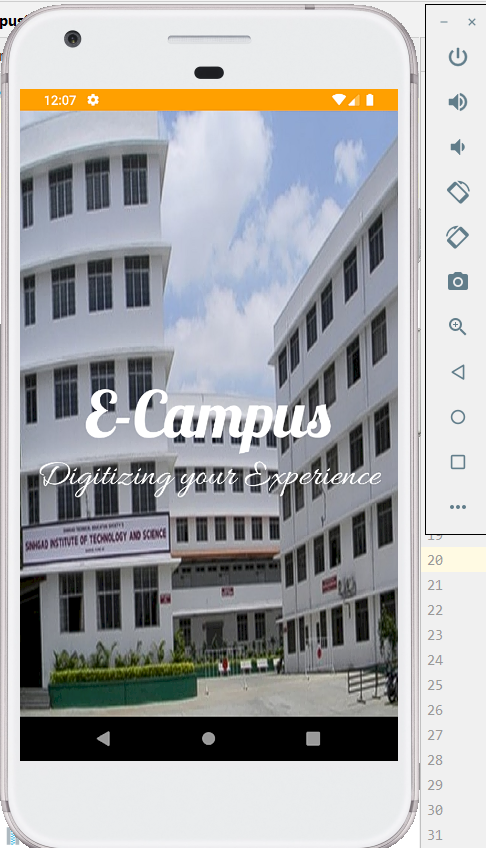 pus
12:07
E-Campus
Digitizing your Experience
SINHGAD TECHNICAL EDUCATION SOCIETY'S
SINHGAD INSTITUTE OF TECHNOLOGY AND SCIENCE
19
20
21
22
23
24
25
26
27
28
29
30
31